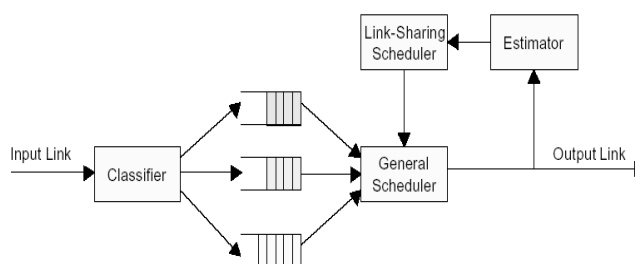 Link-Sharing
Scheduler
Estimator
Input Link
Classifier
General
Scheduler
Output Link